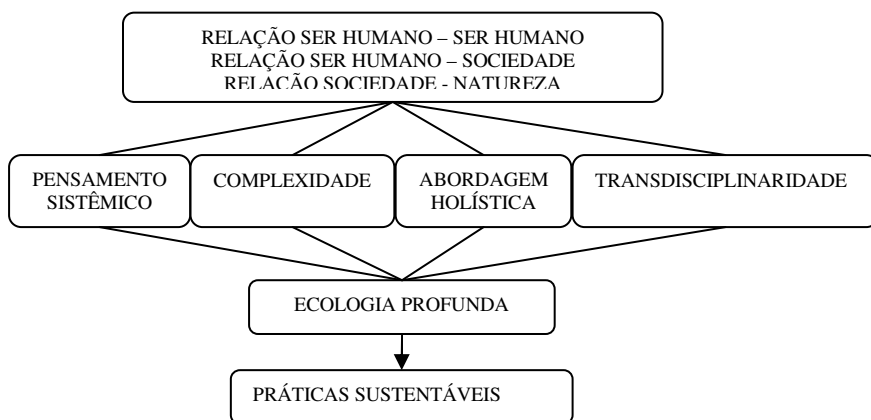 RELAÇÃO SER HUMANO – SER HUMANO
RELAÇÃO SER HUMANO – SOCIEDADE
RELAÇÃO SOCIEDADE - NATUREZA
PENSAMENTO
SISTÊMICO
COMPLEXIDADE
ABORDAGEM
HOLÍSTICA
TRANSDISCIPLINARIDADE
ECOLOGIA PROFUNDA
PRÁTICAS SUSTENTÁVEIS